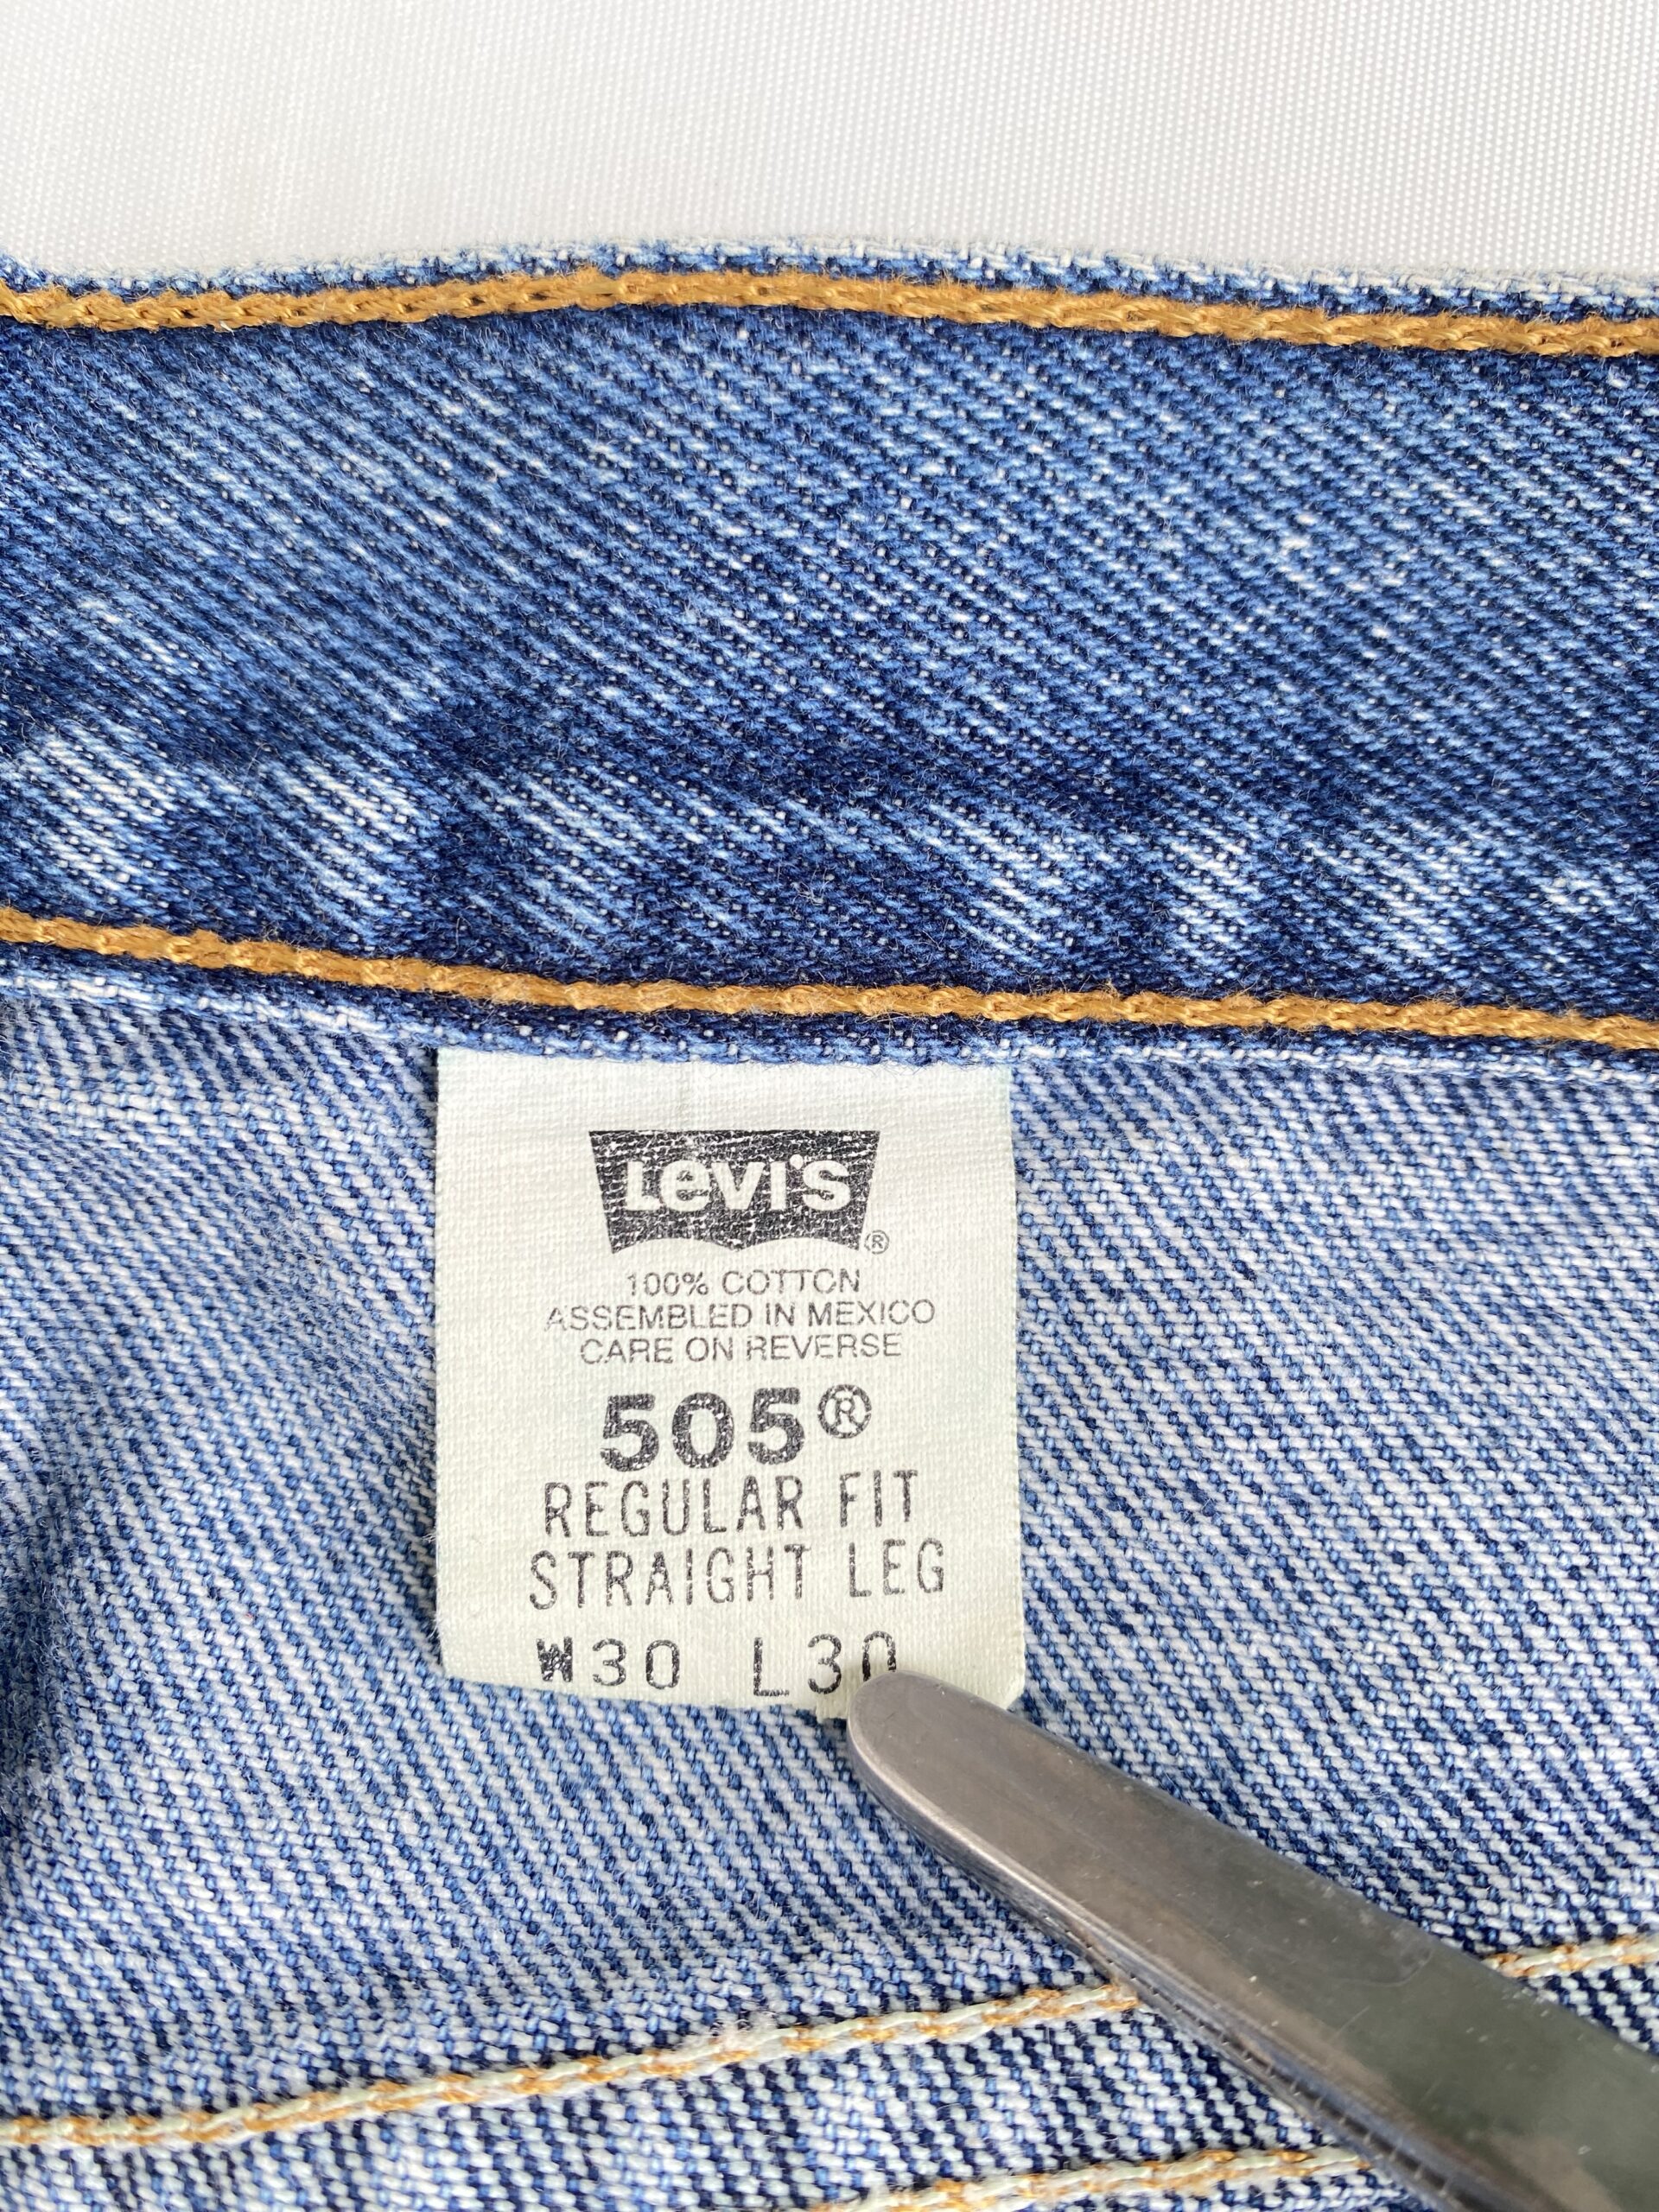 Levi's®
100% COTTON
ASSEMBLED IN MEXICO
CARE ON REVERSE
505®
REGULAR FIT
STRAIGHT LEG
W30 L30